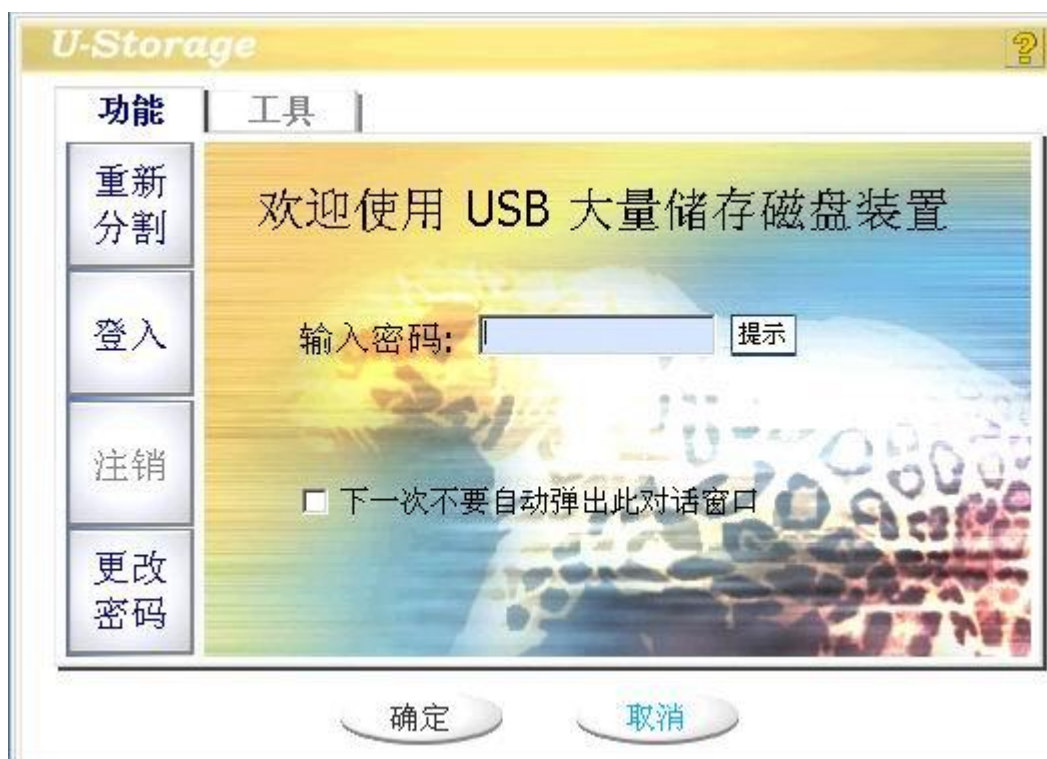 U-Storage
?
功能 工具
重新
分割
登入
注销
更改
密码
欢迎使用 USB 大量储存磁盘装置
输入密码: 提示
下一次不要自动弹出此对话窗口
确定 取消